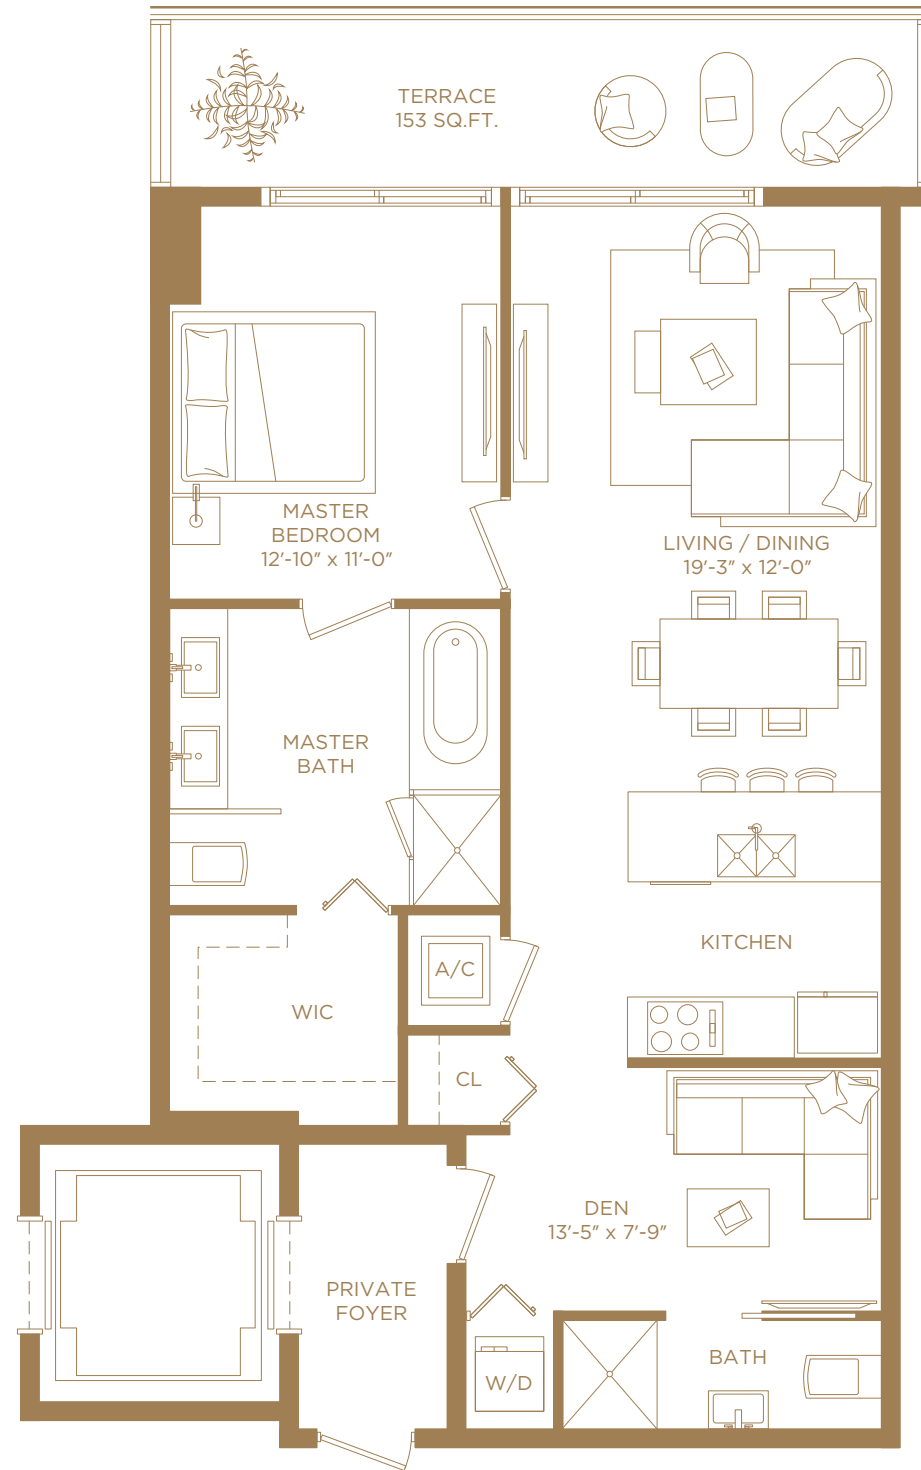 TERRACE
153 SQ.FT.
MASTER
BEDROOM
12'-10" x 11'-0"
LIVING / DINING
19'-3" x 12'-0"
MASTER
BATH
KITCHEN
A/C
WIC
CL
DEN
13'-5" x 7'-9"
PRIVATE
FOYER
BATH
W/D